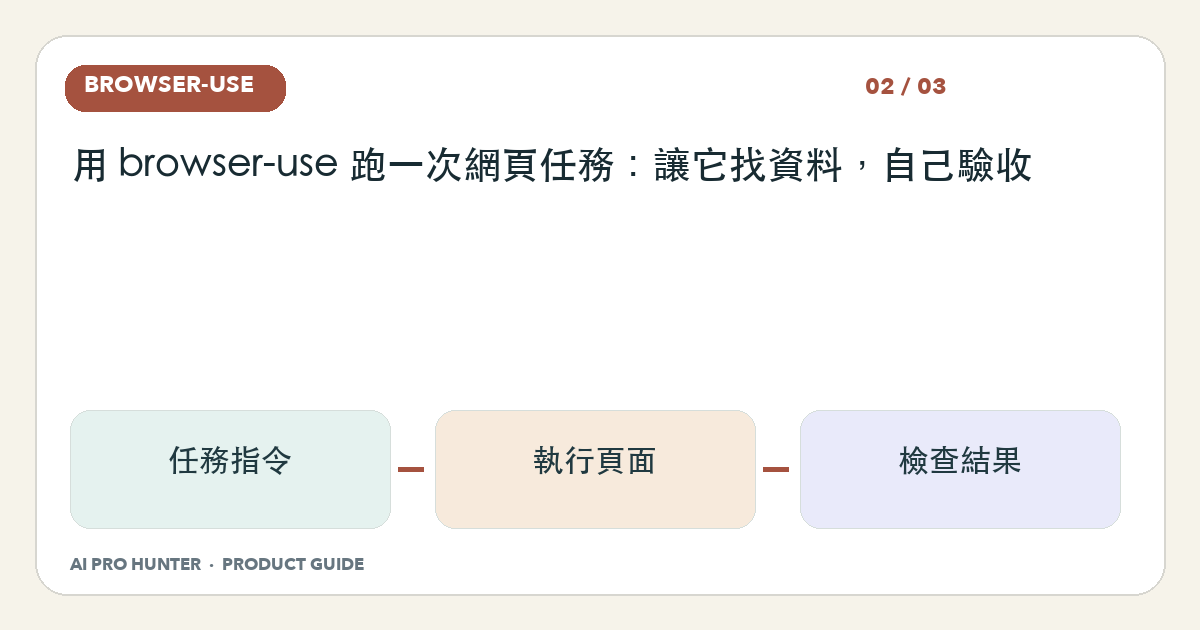 BROWSER-USE
02 / 03
用 browser-use 跑一次網頁任務：讓它找資料，自己驗收
任務指令
執行頁面
檢查結果
AI PRO HUNTER · PRODUCT GUIDE